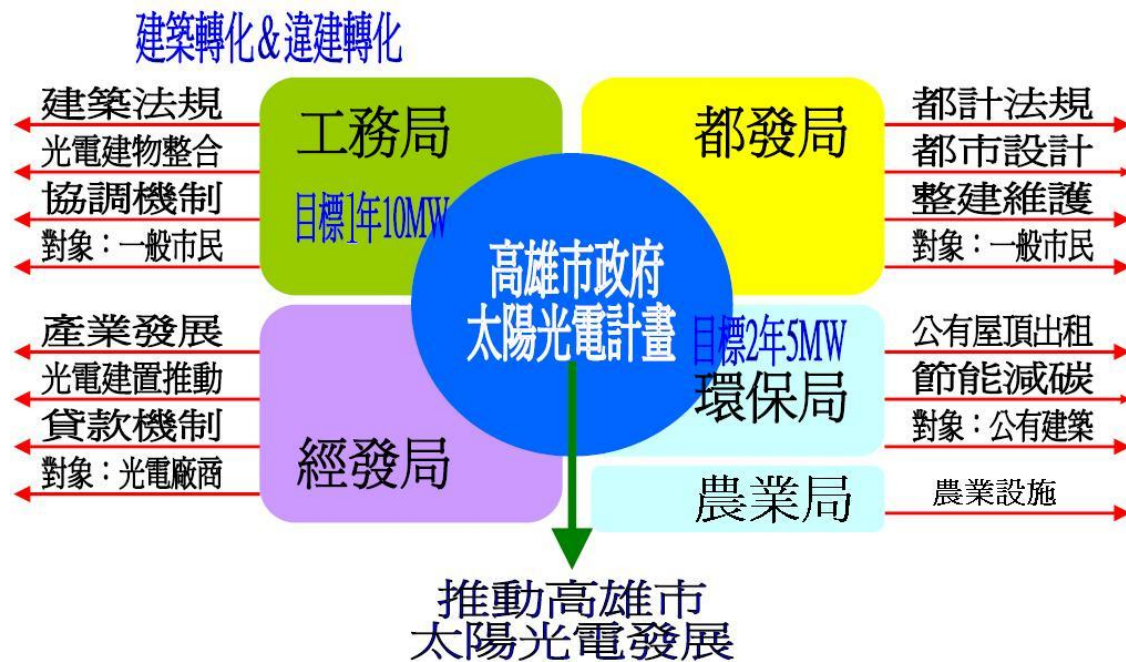 建築轉化＆違建轉化
工務局
目標1年10MW
建築法規
光電建物整合
協調機制
對象：一般市民
都發局
都計法規
都市設計
整建維護
對象：一般市民
高雄市政府
太陽光電計畫
經發局
產業發展
光電建置推動
貸款機制
對象：光電廠商
目標2年5MW
環保局
公有屋頂出租
節能減碳
對象：公有建築
農業局
農業設施
推動高雄市
太陽光電發展